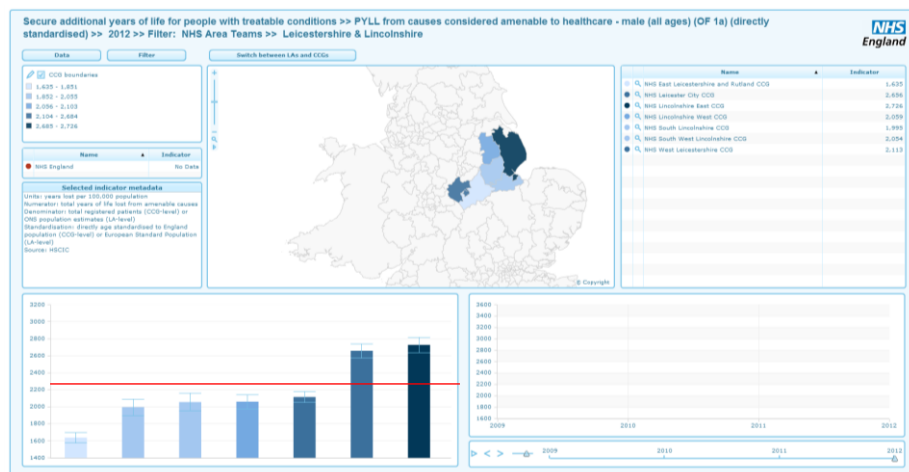 Secure additional years of life for people with treatable conditions >> PYLL from causes considered amenable to healthcare - male (all ages) (OF 1a) (directly
standardised) >> 2012 >> Filter: NHS Area Teams >> Leicestershire & Lincolnshire
NHS
England
Data
Filter
Switch between LAs and CCGs
CCG boundaries
1,635 - 1,851
1,852 - 2,055
2,056 - 2,103
2,104 - 2,684
2,685 - 2,726
Name
Indicator
NHS England
No Data
Selected indicator metadata
Units: years lost per 100,000 population
Numerator: total years of life lost from amenable causes
Denominator: total registered patients (CCG-level) or
ONS population estimates (LA-level)
Standardisation: directly age standardised to England
population (CCG-level) or European Standard Population
(LA-level)
Source: HSCIC
© Copyright
Name
Indicator
NHS East Leicestershire and Rutland CCG 1,635
NHS Leicester City CCG 2,656
NHS Lincolnshire East CCG 2,726
NHS Lincolnshire West CCG 2,059
NHS South Lincolnshire CCG 1,995
NHS South West Lincolnshire CCG 2,054
NHS West Leicestershire CCG 2,113
3200
3000
2800
2600
2400
2200
2000
1800
1600
1400
3600
3400
3200
3000
2800
2600
2400
2200
2000
1800
1600
2009
2010
2011
2012
2009
2010
2011
2012